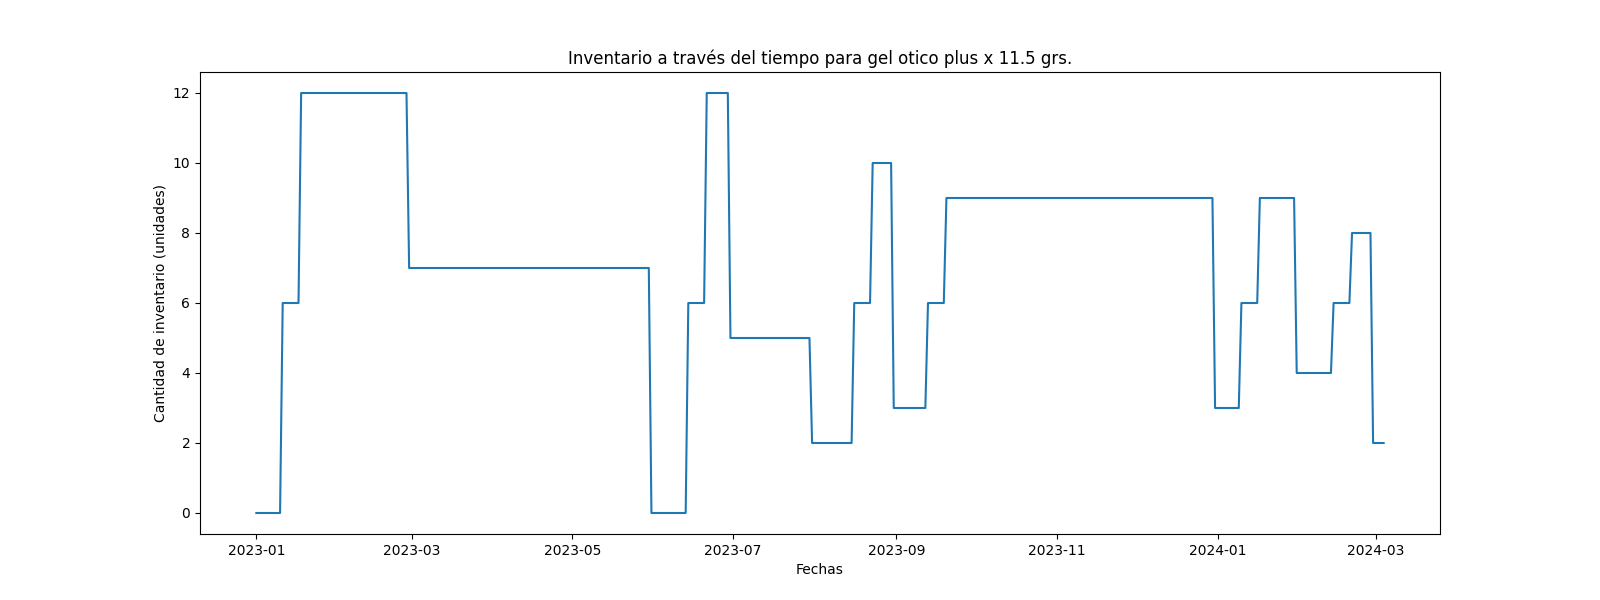 Inventario a través del tiempo para gel otico plus x 11.5 grs.
Cantidad de inventario (unidades)
12
10
8
6
4
2
0
2023-01 2023-03 2023-05 2023-07 2023-09 2023-11 2024-01 2024-03
Fechas